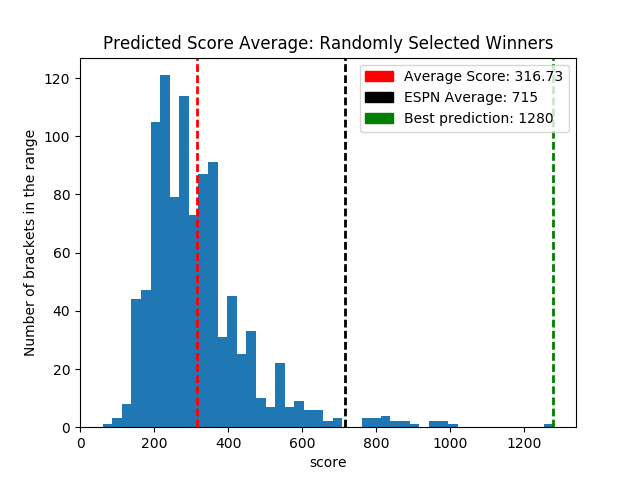 Predicted Score Average: Randomly Selected Winners
Average Score: 316.73
ESPN Average: 715
Best prediction: 1280
Number of brackets in the range
120
100
80
60
40
20
0
0 200 400 600 800 1000 1200
score